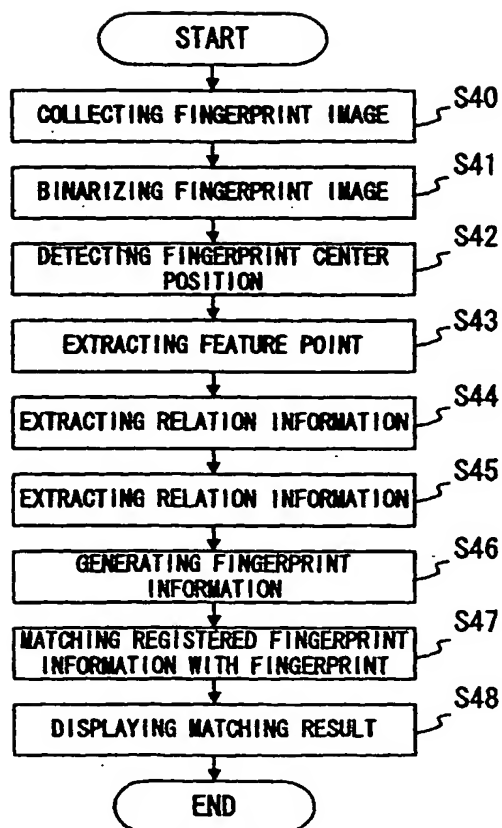 START
S40
COLLECTING FINGERPRINT IMAGE
S41
BINARIZING FINGERPRINT IMAGE
S42
DETECTING FINGERPRINT CENTER
POSITION
S43
EXTRACTING FEATURE POINT
S44
EXTRACTING RELATION INFORMATION
S45
EXTRACTING RELATION INFORMATION
S46
GENERATING FINGERPRINT
INFORMATION
S47
MATCHING REGISTERED FINGERPRINT
INFORMATION WITH FINGERPRINT
S48
DISPLAYING MATCHING RESULT
END